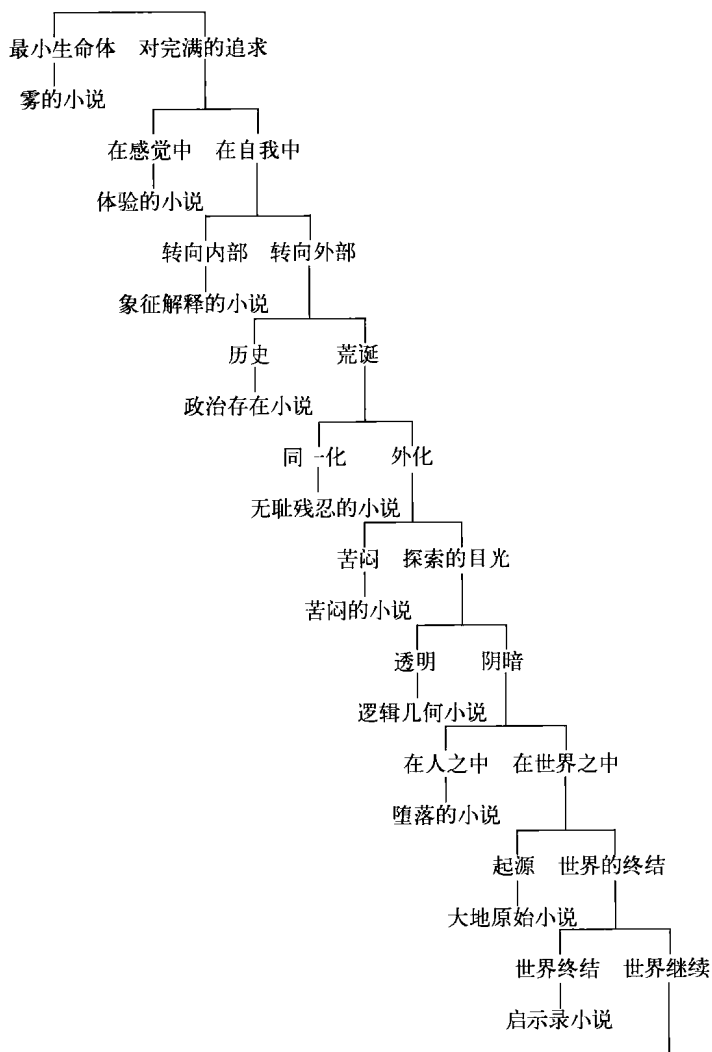 最小生命体 对完满的追求
雾的小说
在感觉中 在自我中
体验的小说
转向内部 转向外部
象征解释的小说
历史 荒诞
政治存在小说
同一化 外化
无耻残忍的小说
苦闷 探索的目光
苦闷的小说
透明 阴暗
逻辑几何小说
在人之中 在世界之中
堕落的小说
起源 世界的终结
大地原始小说
世界终结 世界继续
启示录小说